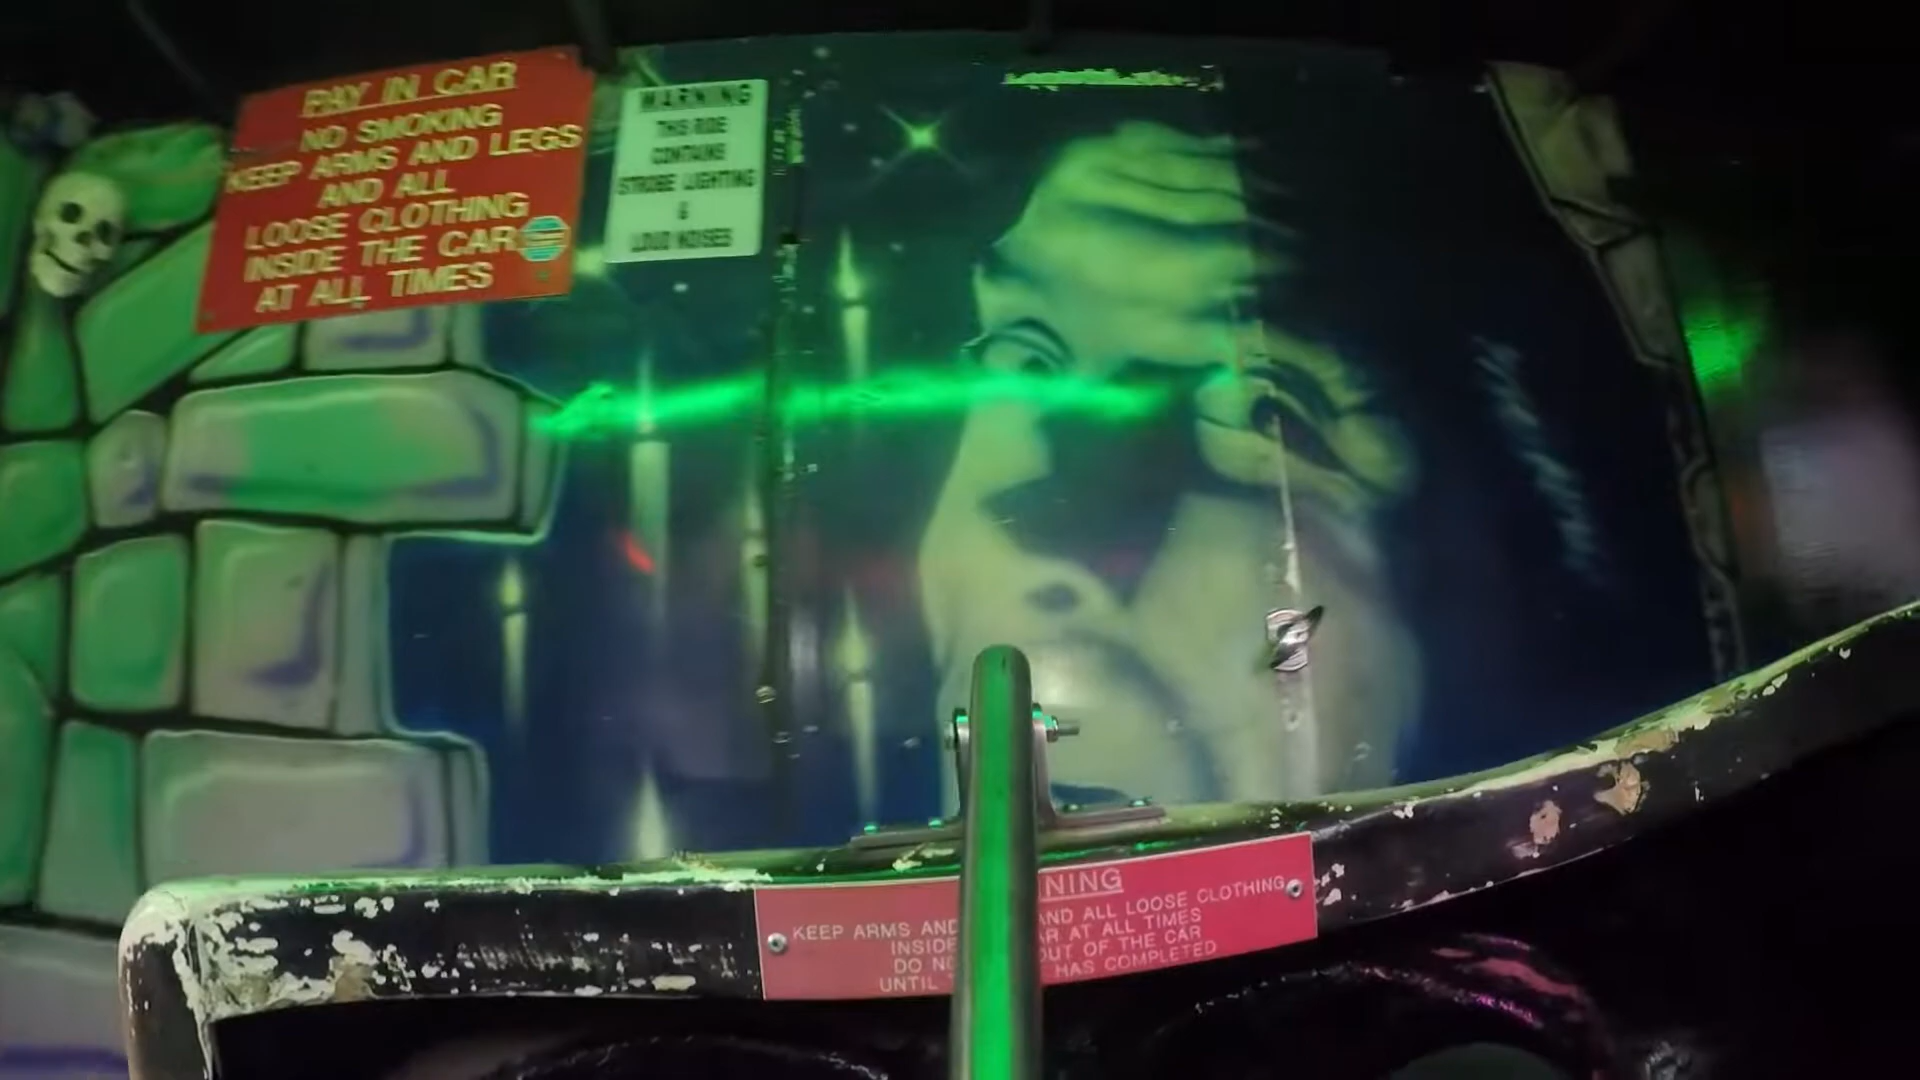 PAY IN CAR
NO SMOKING
KEEP ARMS AND LEGS
AND ALL
LOOSE CLOTHING
INSIDE THE CAR
AT ALL TIMES
WARNING
THIS RIDE
CONTAINS
STROBE LIGHTING
&
LOUD NOISES
NING
KEEP ARMS AND AND ALL LOOSE CLOTHING
INSIDE AR AT ALL TIMES
DO N OUT OF THE CAR
UNTIL HAS COMPLETED